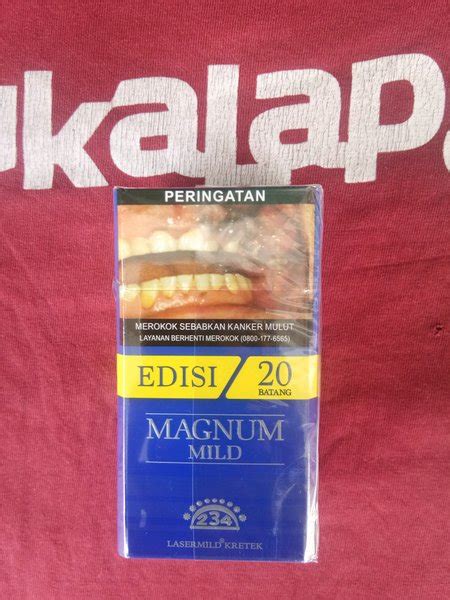 ukalap.
PERINGATAN
MEROKOK SEBABKAN KANKER MULUT
LAYANAN BERHENTI MEROKOK (0800-177-6565)
EDISI / 20
BATANG
MAGNUM
MILD
234
LASERMILD KRETEK